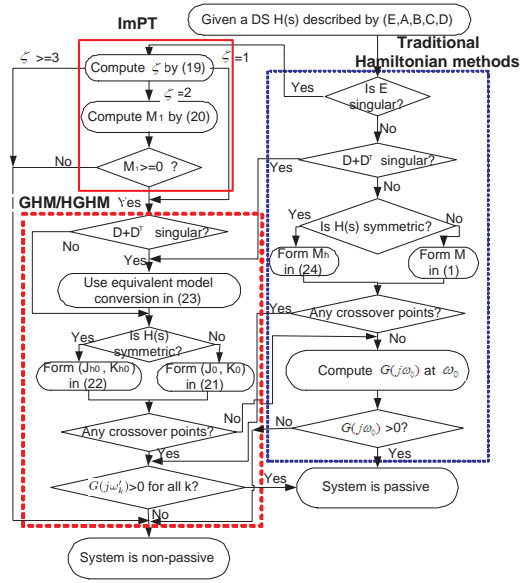 Given a DS H(s) described by (E,A,B,C,D)
ImPT
Traditional
Hamiltonian methods
ζ >=3
ζ =1
Compute ζ by (19)
ζ =2
Compute M1 by (20)
M1>=0 ?
No
Yes
Is E
singular?
Yes
No
D+Dᵀ singular?
Yes
No
Is H(s) symmetric?
Yes
No
Form Mh
in (24)
Form M
in (1)
Any crossover points?
Yes
No
Compute G(jω0) at ω0
G(jω0) >0?
No
Yes
System is passive
GHM/HGHM
D+Dᵀ singular?
No
Yes
Use equivalent model
conversion in (23)
Is H(s)
symmetric?
Yes
No
Form (Jh0 , Kh0)
in (22)
Form (J0 , K0)
in (21)
Any crossover points?
No
Yes
G(jω′k)>0 for all k?
Yes
No
System is non-passive